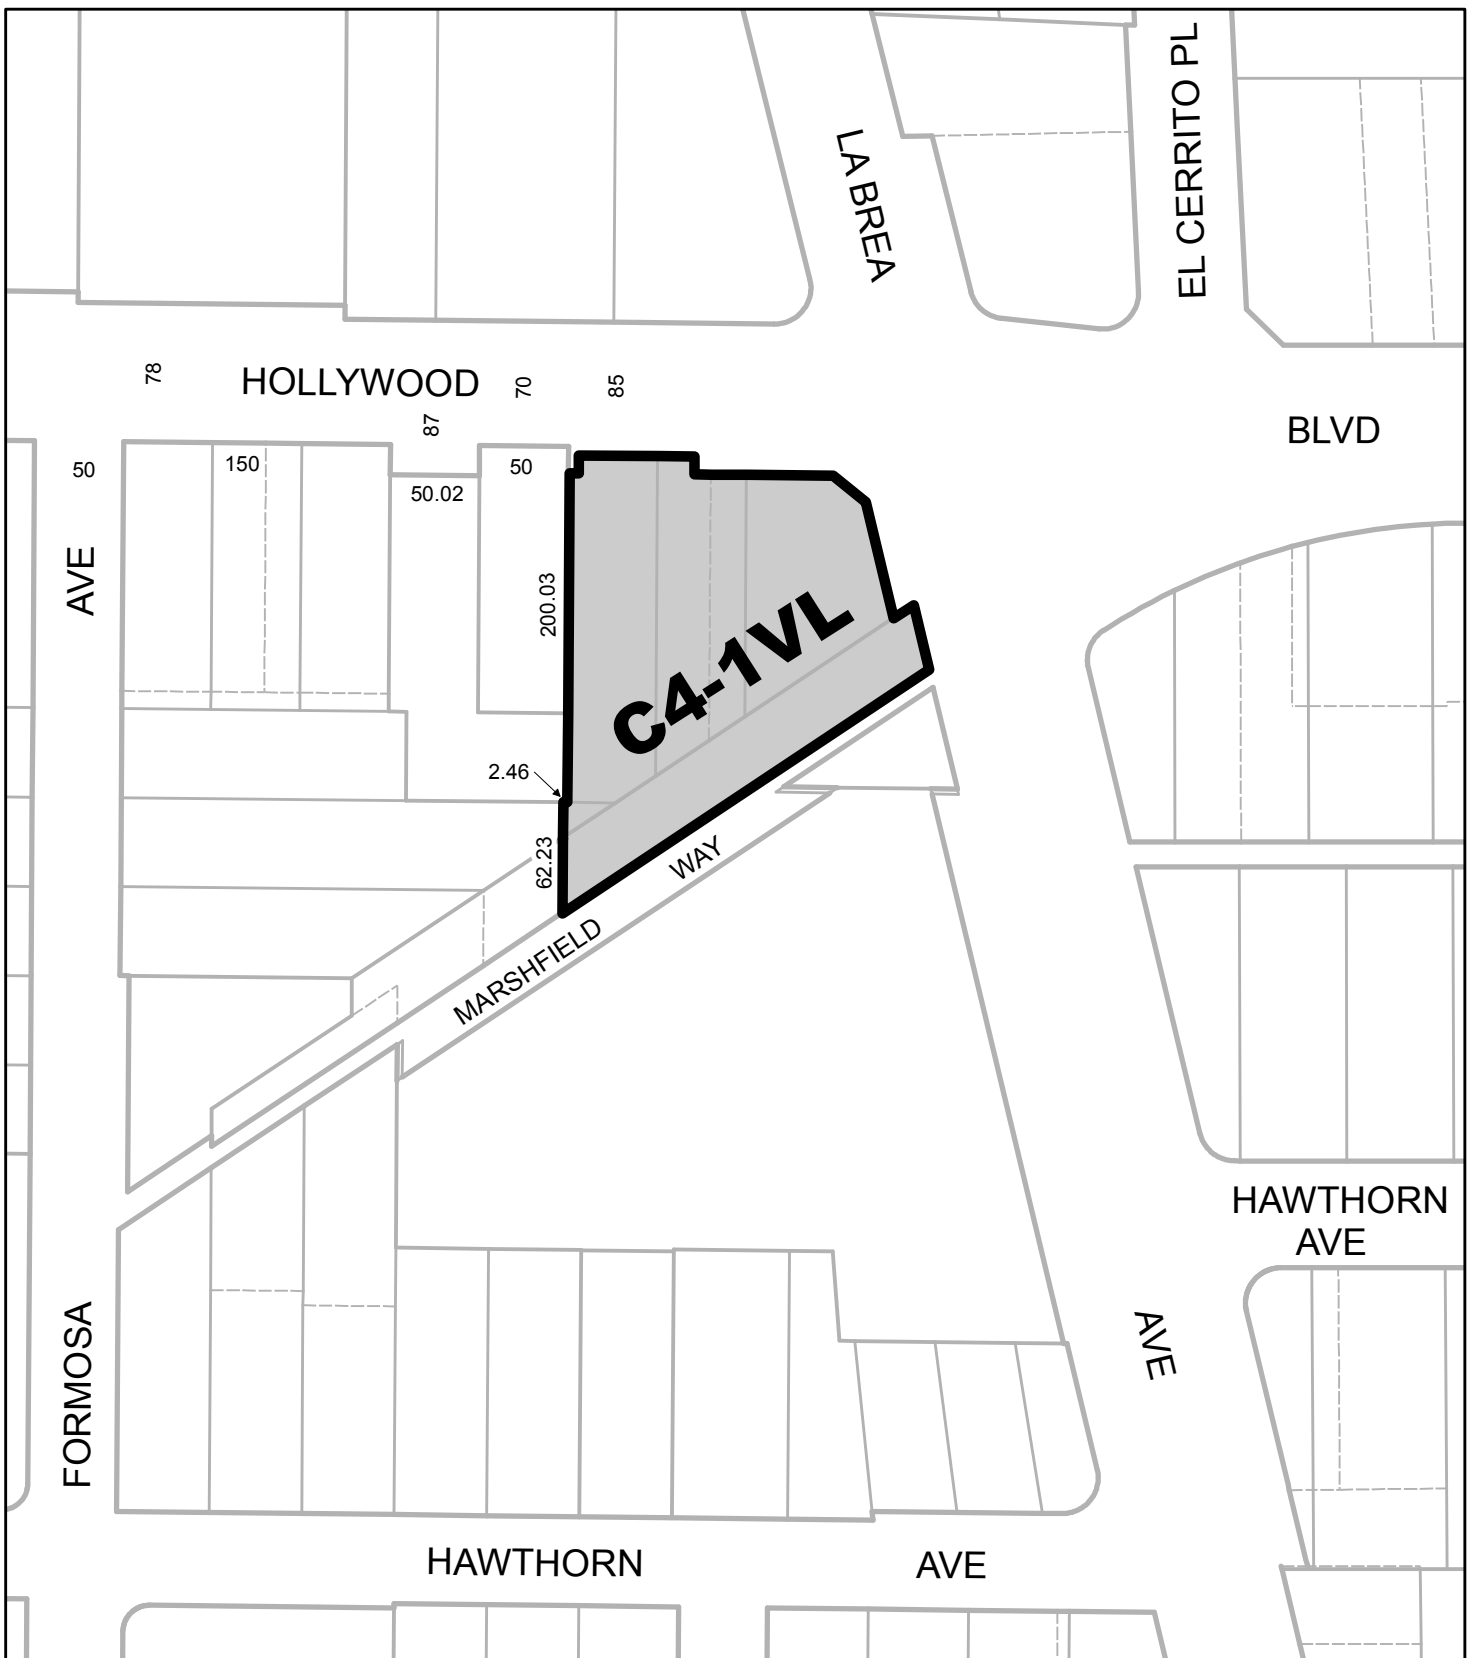 LA BREA
EL CERRITO PL
78
HOLLYWOOD
70
85
87
BLVD
50
150
50
50.02
AVE
200.03
C4-1VL
2.46
62.23
WAY
MARSHFIELD
HAWTHORN
AVE
FORMOSA
AVE
HAWTHORN
AVE